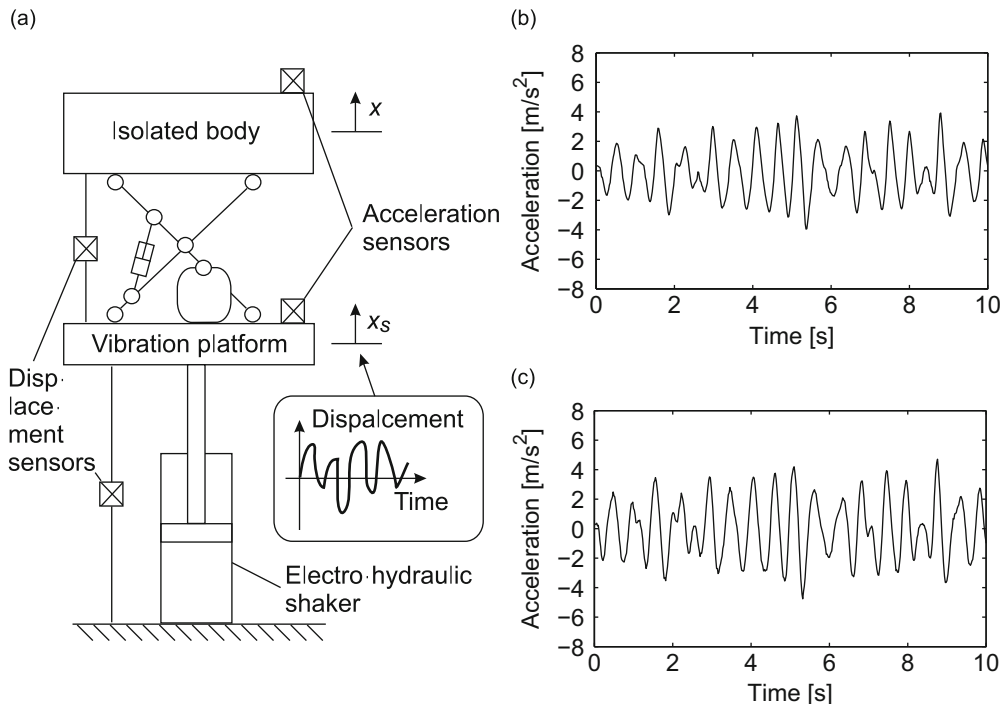 (a)
Isolated body
x
Acceleration
sensors
Vibration platform
xₛ
Disp·
lace·
ment
sensors
Dispalcement
Time
Electro·hydraulic
shaker
(b)
Acceleration [m/s²]
8
6
4
2
0
−2
−4
−6
−8
0 2 4 6 8 10
Time [s]
(c)
Acceleration [m/s²]
8
6
4
2
0
−2
−4
−6
−8
0 2 4 6 8 10
Time [s]